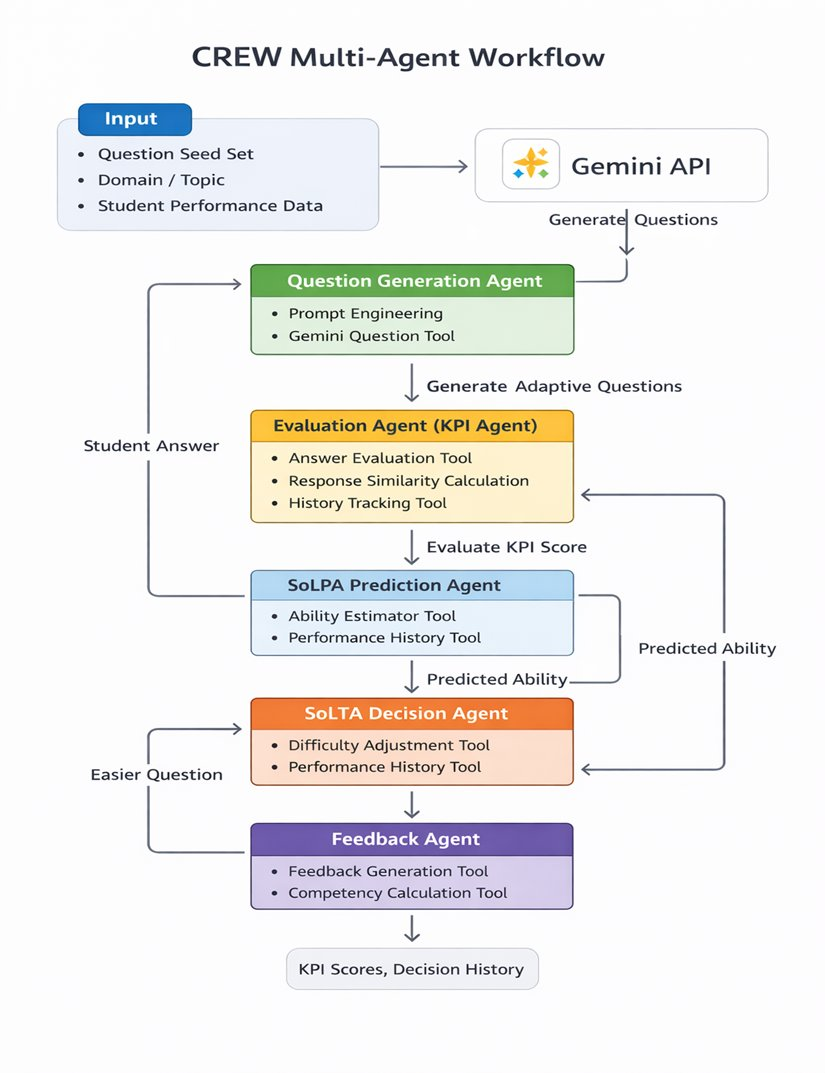 CREW Multi-Agent Workflow
Input
• Question Seed Set
• Domain / Topic
• Student Performance Data
Gemini API
Generate Questions
Question Generation Agent
• Prompt Engineering
• Gemini Question Tool
Generate Adaptive Questions
Evaluation Agent (KPI Agent)
• Answer Evaluation Tool
• Response Similarity Calculation
• History Tracking Tool
Student Answer
Evaluate KPI Score
SoLPA Prediction Agent
• Ability Estimator Tool
• Performance History Tool
Predicted Ability
Predicted Ability
SoLTA Decision Agent
• Difficulty Adjustment Tool
• Performance History Tool
Easier Question
Feedback Agent
• Feedback Generation Tool
• Competency Calculation Tool
KPI Scores, Decision History